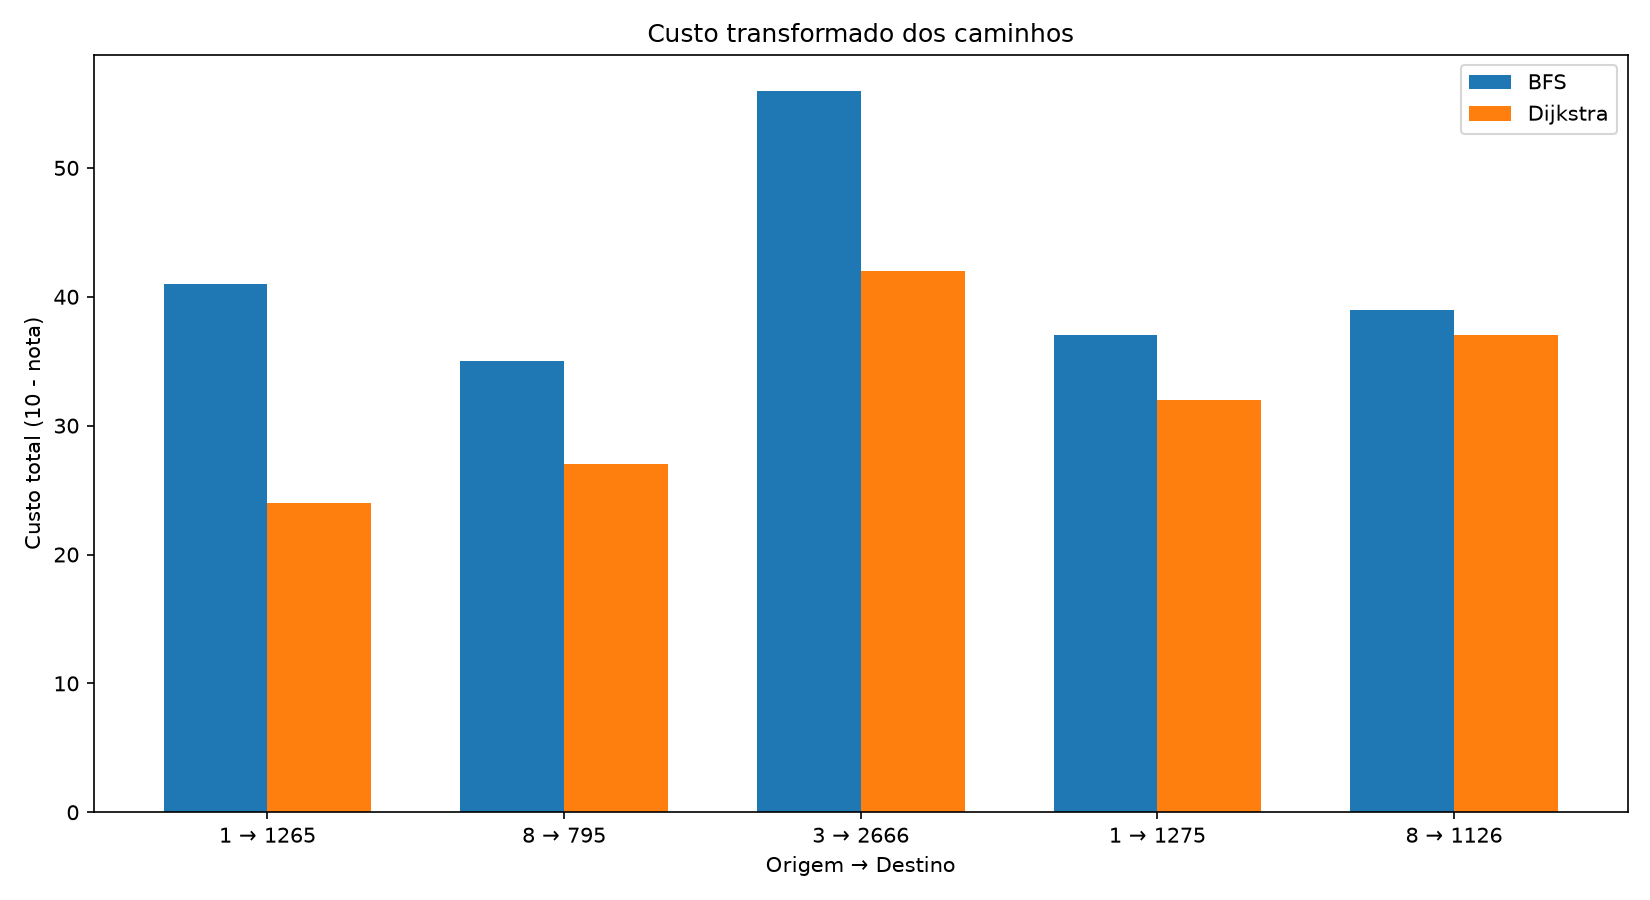 Custo transformado dos caminhos
BFS
Dijkstra
Custo total (10 - nota)
50
40
30
20
10
0
1 → 1265 8 → 795 3 → 2666 1 → 1275 8 → 1126
Origem → Destino